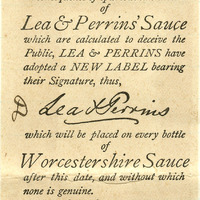 of
Lea & Perrins' Sauce
which are calculated to deceive the
Public, LEA & PERRINS have
adopted a NEW LABEL bearing
their Signature, thus,
Lea & Perrins
which will be placed on every bottle
of
Worcestershire Sauce
after this date, and without which
none is genuine.